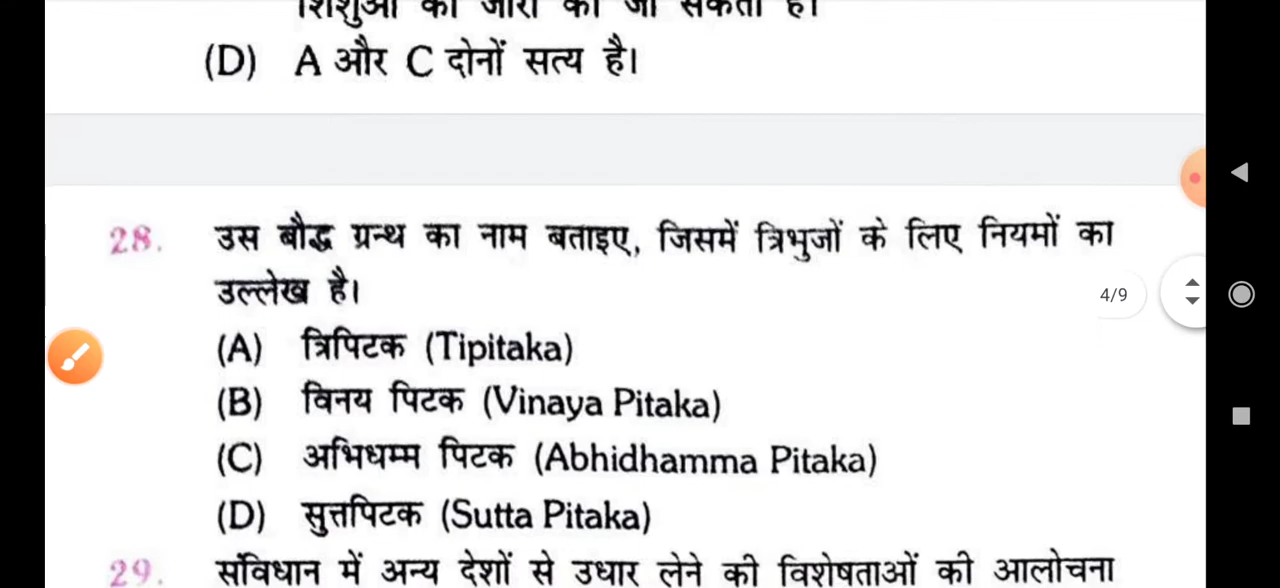 शिशुओं को जारी की जा सकती है।
(D) A और C दोनों सत्य है।
28. उस बौद्ध ग्रन्थ का नाम बताइए, जिसमें त्रिभुजों के लिए नियमों का
उल्लेख है।
4/9
(A) त्रिपिटक (Tipitaka)
(B) विनय पिटक (Vinaya Pitaka)
(C) अभिधम्म पिटक (Abhidhamma Pitaka)
(D) सुत्तपिटक (Sutta Pitaka)
29. संविधान में अन्य देशों से उधार लेने की विशेषताओं की आलोचना